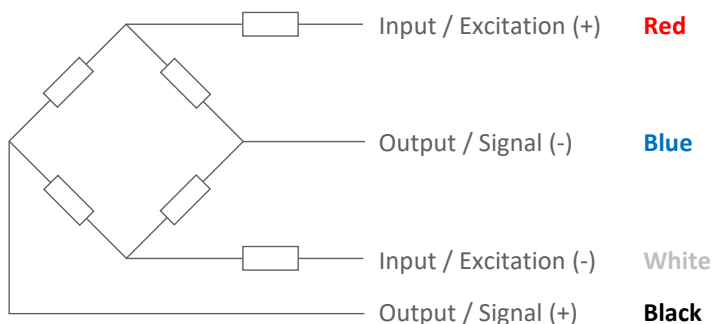 Input / Excitation (+) Red
Output / Signal (-) Blue
Input / Excitation (-) White
Output / Signal (+) Black